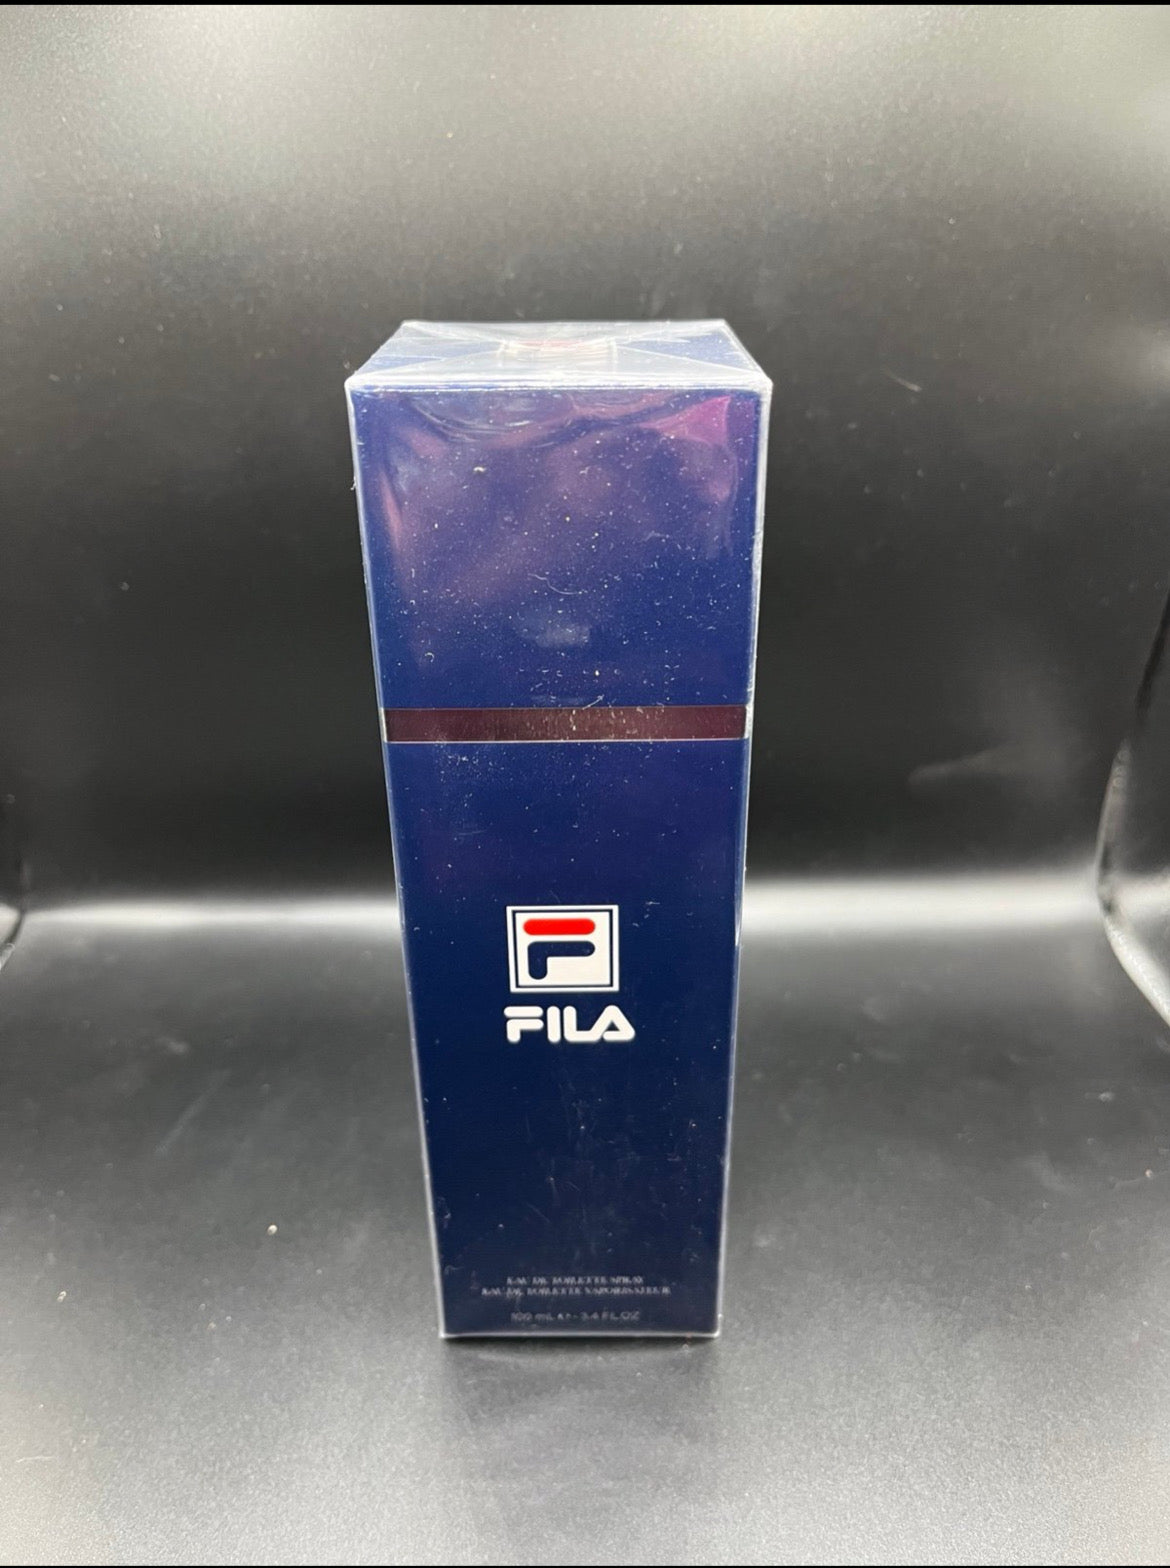 FILA
EAU DE TOILETTE SPRAY
EAU DE TOILETTE VAPORISATEUR
100 mL e - 3.4 FL.OZ